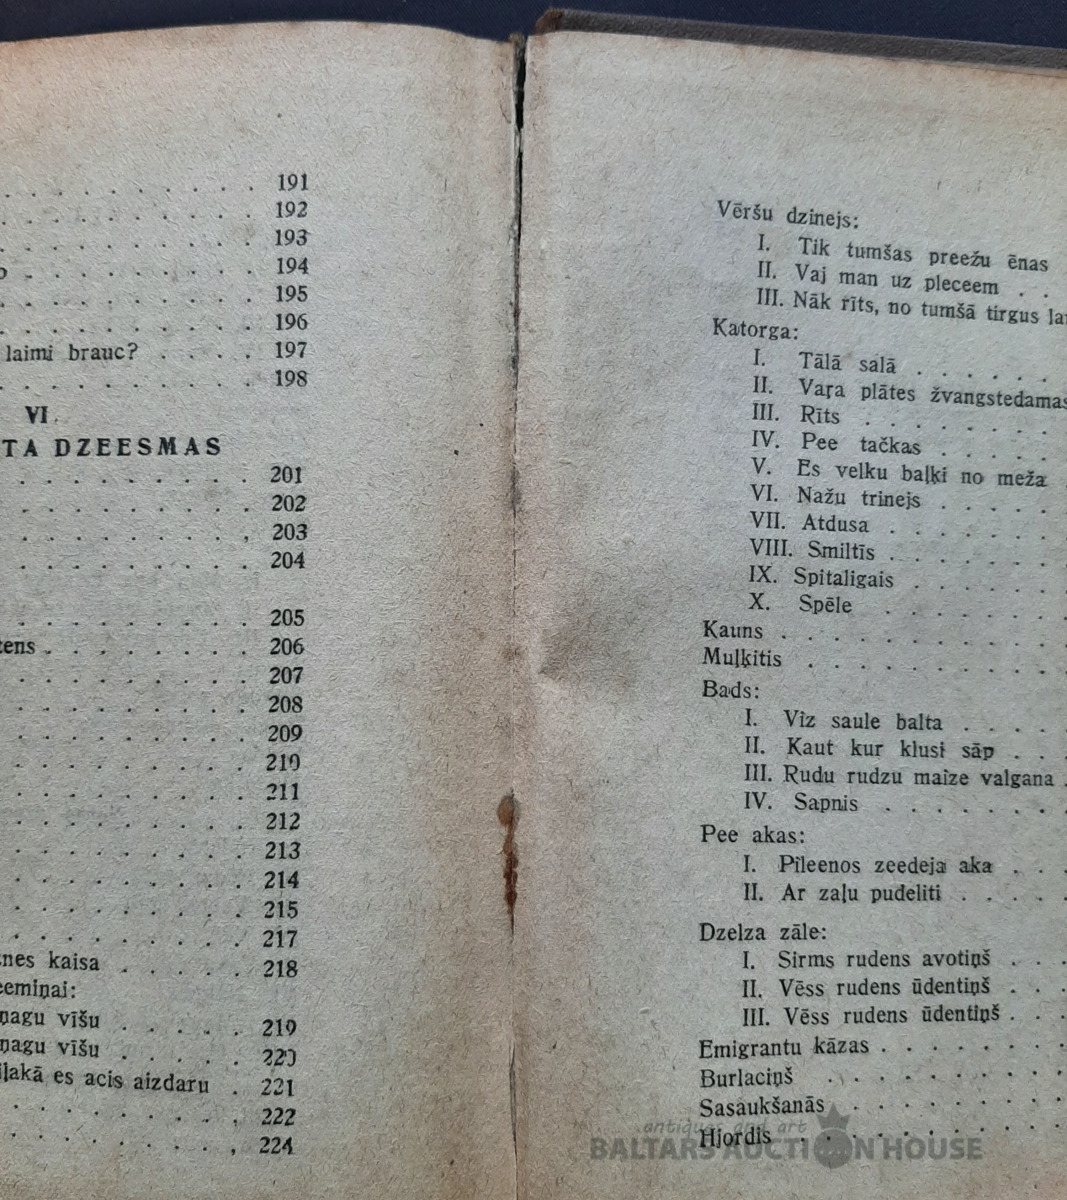 . . . . . . . . . 191
. . . . . . . . . 192
. . . . . . . . . 193
. . . . . . . . . 194
. . . . . . . . . 195
. . . . . . . . . 196
laimi brauc? . . . . 197
. . . . . . . . . 198
VI.
TA DZEESMAS
. . . . . . . . . 201
. . . . . . . . . 202
. . . . . . . . , 203
. . . . . . . . . 204
. . . . . . . . . 205
. . . . . . . . 206
. . . . . . . . . 207
. . . . . . . . . 208
. . . . . . . . . 209
. . . . . . . . . 210
. . . . . . . . . 211
. . . . . . . . . 212
. . . . . . . . . 213
. . . . . . . . . 214
. . . . . . . . . 215
. . . . . . . . . 217
kaisa . . . . . 218
vīšu . . . . . 219
vīšu . . . . . 220
es acis aizdaru . 221
. . . . . . . . , 222
. . . . . . . . , 224
Vēršu dzinejs:
I. Tik tumšas preežu ēnas
II. Vaj man uz pleceem . .
III. Nāk rīts, no tumšā tirgus
Katorga:
I. Tālā salā . . . . . .
II. Vaŗa plātes žvangstedamas
III. Rīts . . . . . . . .
IV. Pee tačkas . . . . .
V. Es velku baļķi no meža .
VI. Nažu trinejs . . . . .
VII. Atdusa . . . . . . .
VIII. Smiltīs . . . . . . .
IX. Spitaligais . . . . . .
X. Spēle . . . . . . .
Kauns . . . . . . . . .
Muļķitis . . . . . . . .
Bads:
I. Viz saule balta . . . .
II. Kaut kur klusi sāp . .
III. Rudu rudzu maize valgana .
IV. Sapnis . . . . . . .
Pee akas:
I. Pileenos zeedeja aka . .
II. Ar zaļu pudeliti . . . .
Dzelza zāle:
I. Sirms rudens avotiņš . . .
II. Vēss rudens ūdentiņš . . .
III. Vēss rudens ūdentiņš . . .
Emigrantu kāzas . . . . . . .
Burlaciņš . . . . . . . . .
Sasaukšanās . . . . . . . .
Hjordis . . . . . . . . .
antiques and art
BALTARS AUCTION HOUSE